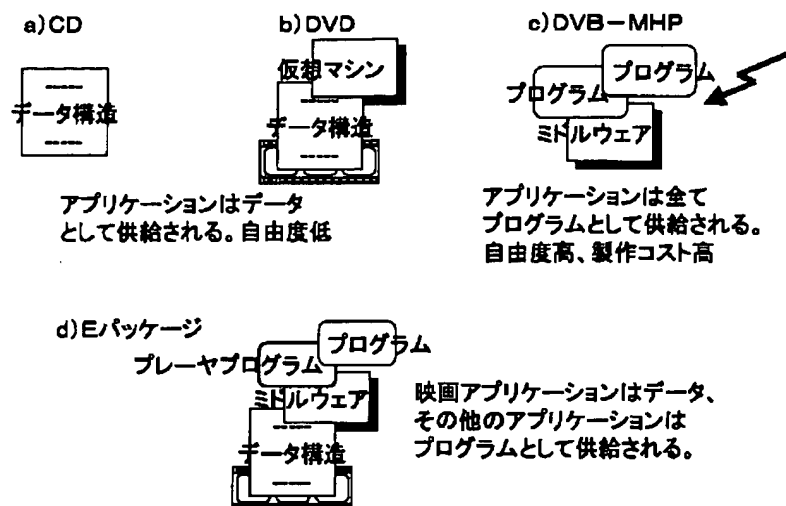 a)CD
データ構造
b)DVD
仮想マシン
データ構造
c)DVB－MHP
プログラム
プログラム
ミドルウェア
アプリケーションはデータ
として供給される。自由度低
アプリケーションは全て
プログラムとして供給される。
自由度高、製作コスト高
d)Eパッケージ
プログラム
プレーヤプログラム
ミドルウェア
データ構造
映画アプリケーションはデータ、
その他のアプリケーションは
プログラムとして供給される。